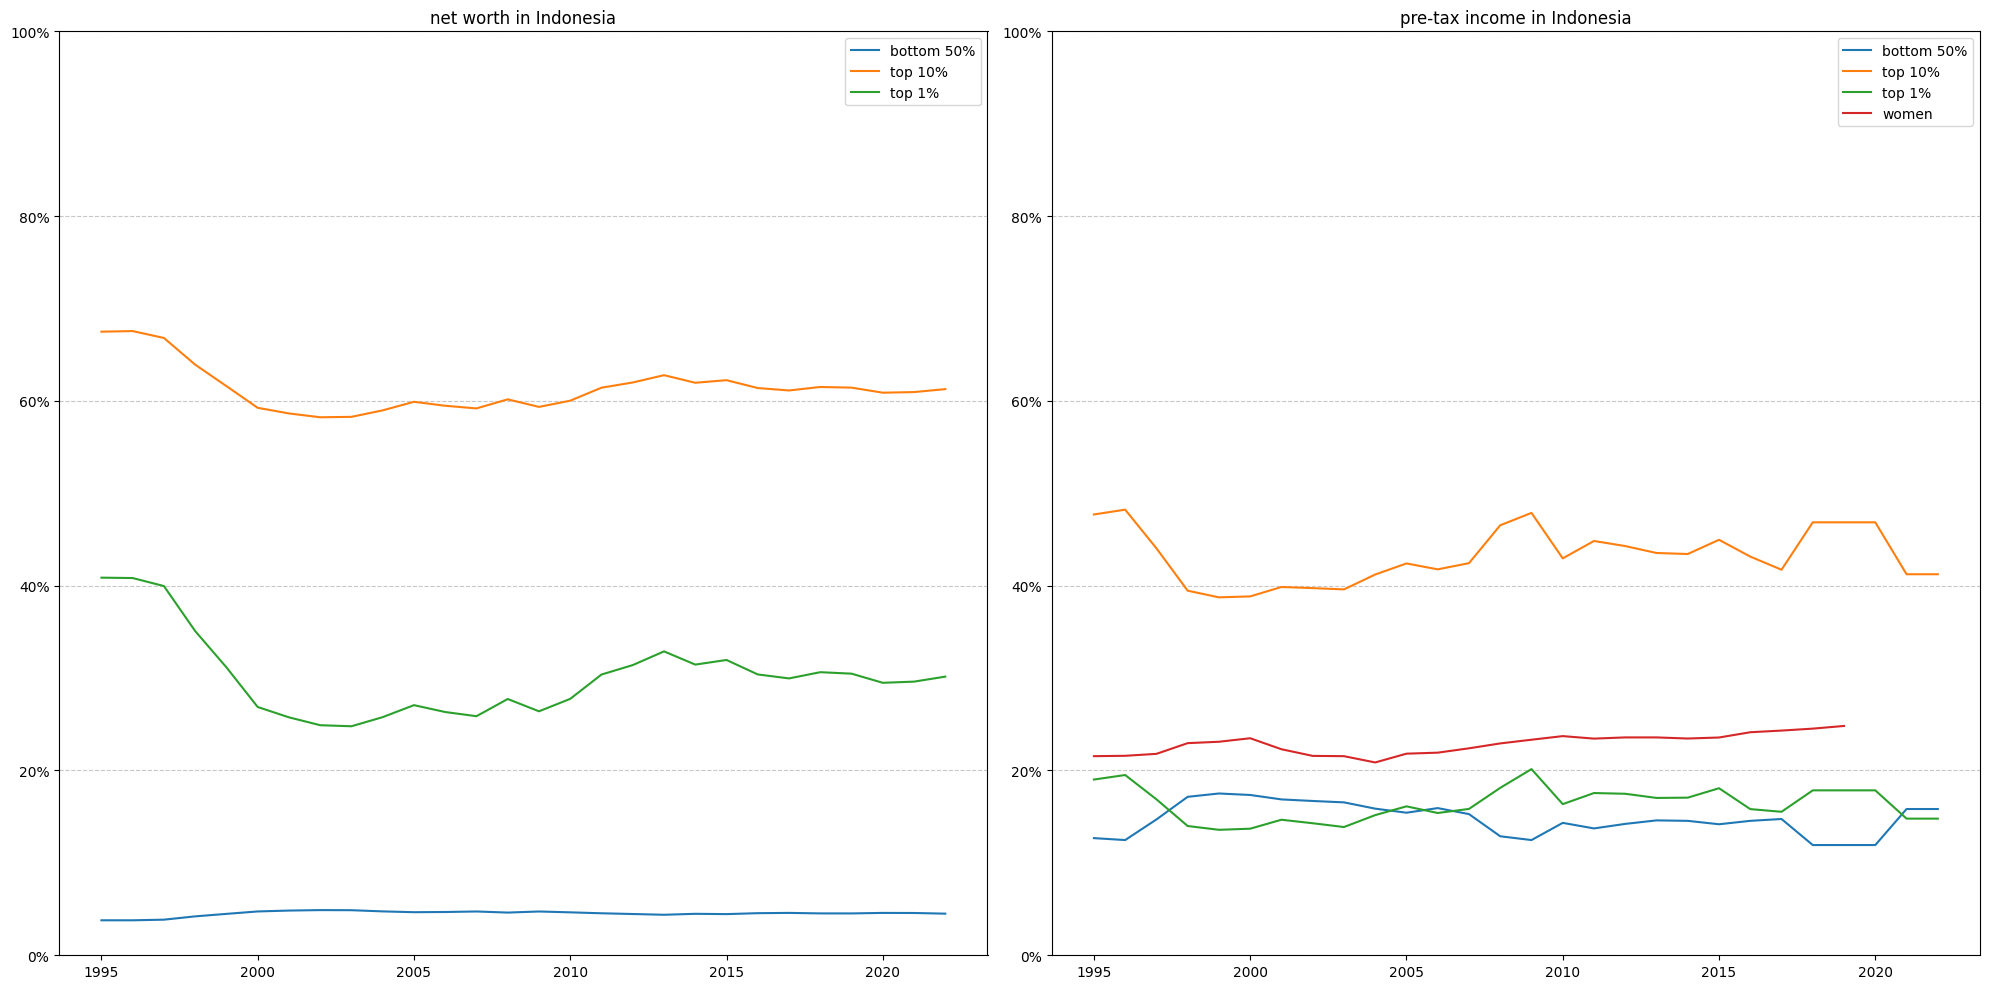 net worth in Indonesia
100%
80%
60%
40%
20%
0%
1995 2000 2005 2010 2015 2020
bottom 50%
top 10%
top 1%
pre-tax income in Indonesia
100%
80%
60%
40%
20%
0%
1995 2000 2005 2010 2015 2020
bottom 50%
top 10%
top 1%
women